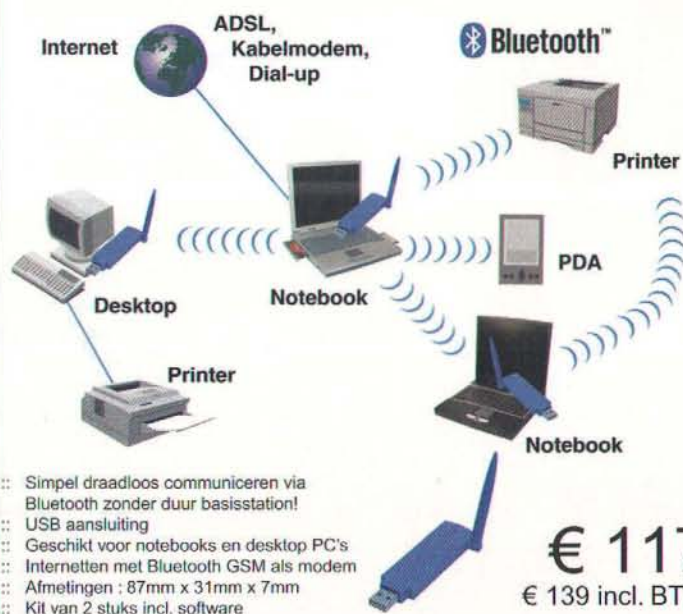 Internet
ADSL,
Kabelmodem,
Dial-up
Bluetooth™
Printer
PDA
Desktop
Notebook
Printer
Notebook
:: Simpel draadloos communiceren via
Bluetooth zonder duur basisstation!
:: USB aansluiting
:: Geschikt voor notebooks en desktop PC's
:: Internetten met Bluetooth GSM als modem
:: Afmetingen : 87mm x 31mm x 7mm
:: Kit van 2 stuks incl. software
€ 117
€ 139 incl. BT